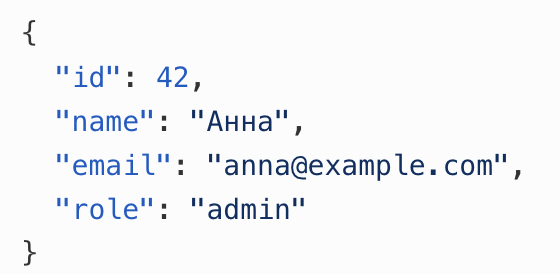 {
  "id": 42,
  "name": "Анна",
  "email": "anna@example.com",
  "role": "admin"
}